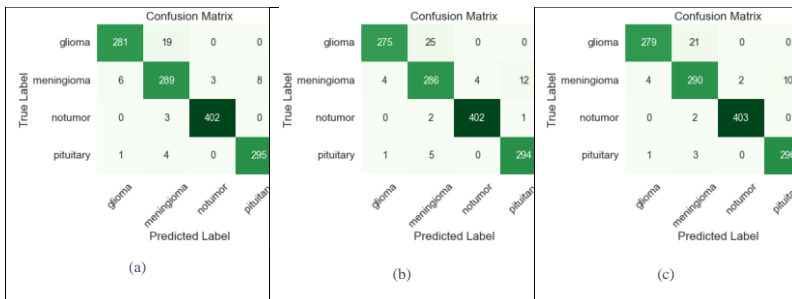 Confusion Matrix
glioma 281 19 0 0
meningioma 6 289 3 8
notumor 0 3 402 0
pituitary 1 4 0 295
True Label
glioma meningioma notumor pituitary
Predicted Label
(a)
Confusion Matrix
glioma 275 25 0 0
meningioma 4 286 4 12
notumor 0 2 402 1
pituitary 1 5 0 294
True Label
glioma meningioma notumor pituitary
Predicted Label
(b)
Confusion Matrix
glioma 279 21 0 0
meningioma 4 290 2 10
notumor 0 2 403 0
pituitary 1 3 0 296
True Label
glioma meningioma notumor
Predicted Label
(c)